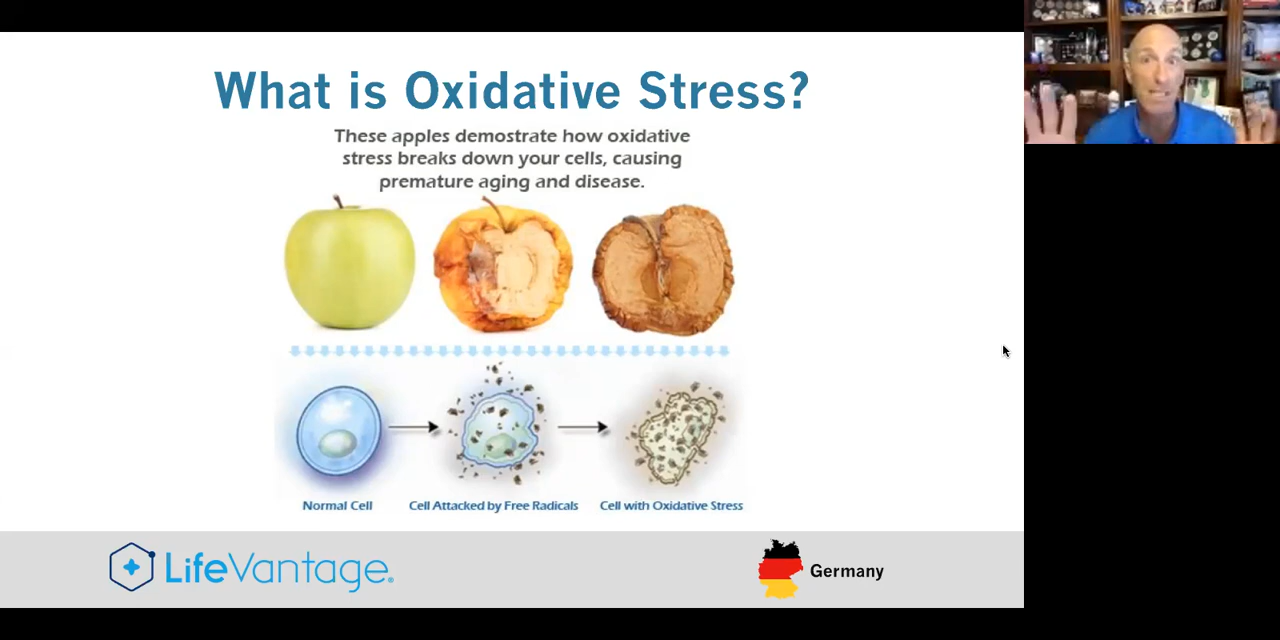 What is Oxidative Stress?
These apples demostrate how oxidative
stress breaks down your cells, causing
premature aging and disease.
Normal Cell
Cell Attacked by Free Radicals
Cell with Oxidative Stress
LifeVantage®
Germany